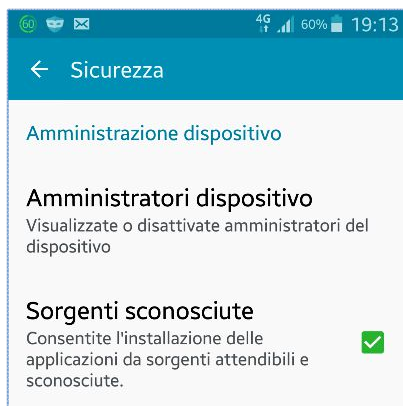 60 4G 60% 19:13
Sicurezza
Amministrazione dispositivo
Amministratori dispositivo
Visualizzate o disattivate amministratori del
dispositivo
Sorgenti sconosciute
Consentite l'installazione delle
applicazioni da sorgenti attendibili e
sconosciute.